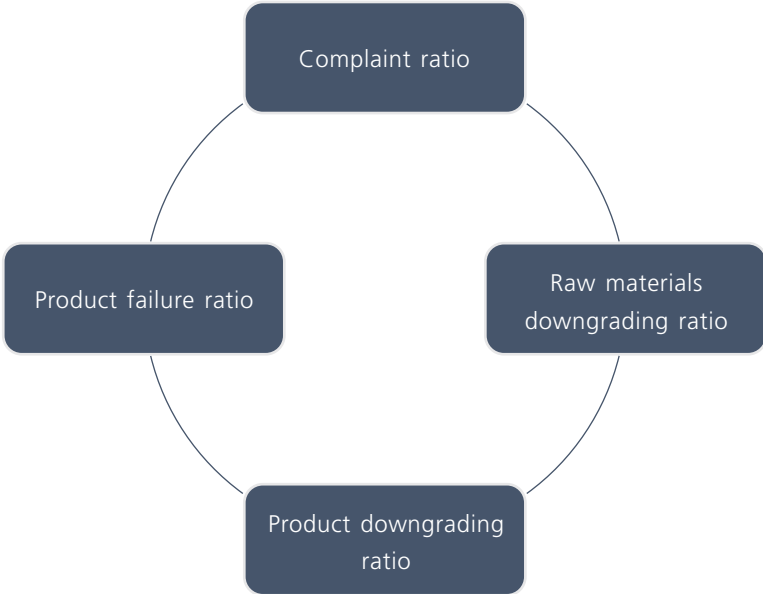 Complaint ratio
Product failure ratio
Raw materials
downgrading ratio
Product downgrading
ratio